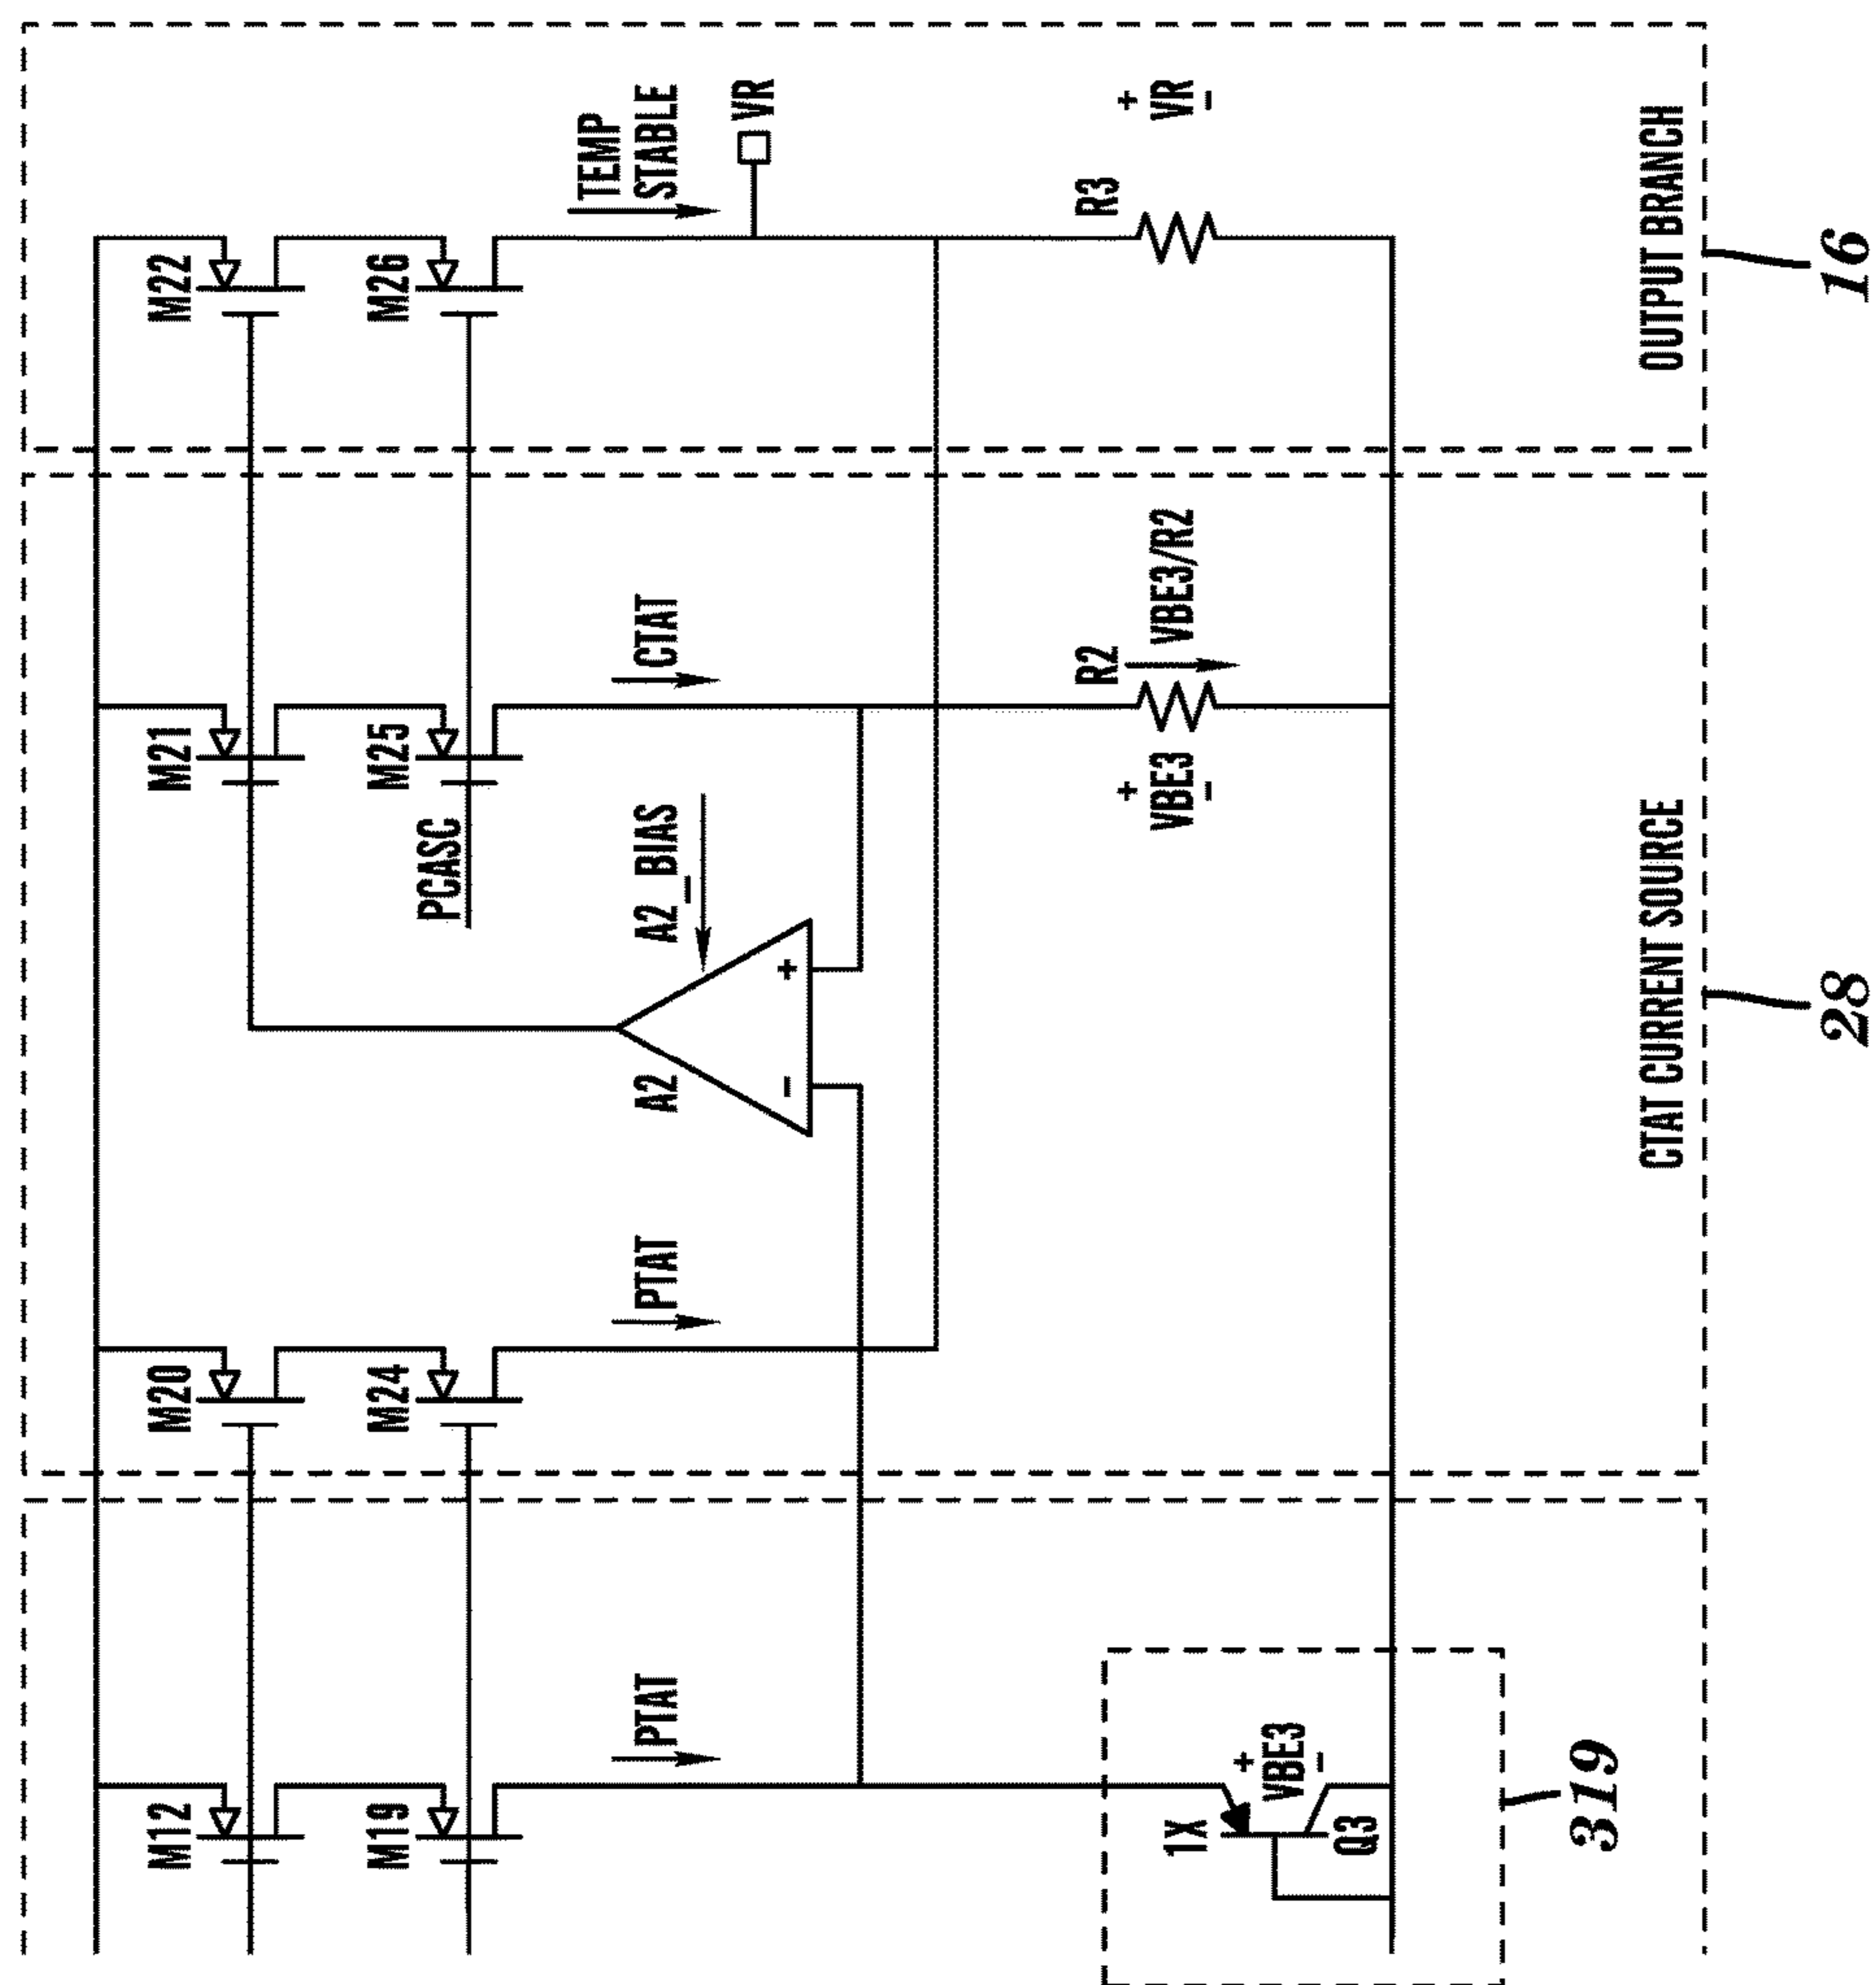 M12
M19
PTAT
1X
+
VBE3
−
Q3
319
M20
M24
PTAT
A2
−
+
A2_BIAS
PCASC
M21
M25
CTAT
R2
+
VBE3
−
VBE3/R2
CTAT CURRENT SOURCE
28
M22
M26
TEMP
STABLE
VR
R3
+
VR
−
OUTPUT BRANCH
16